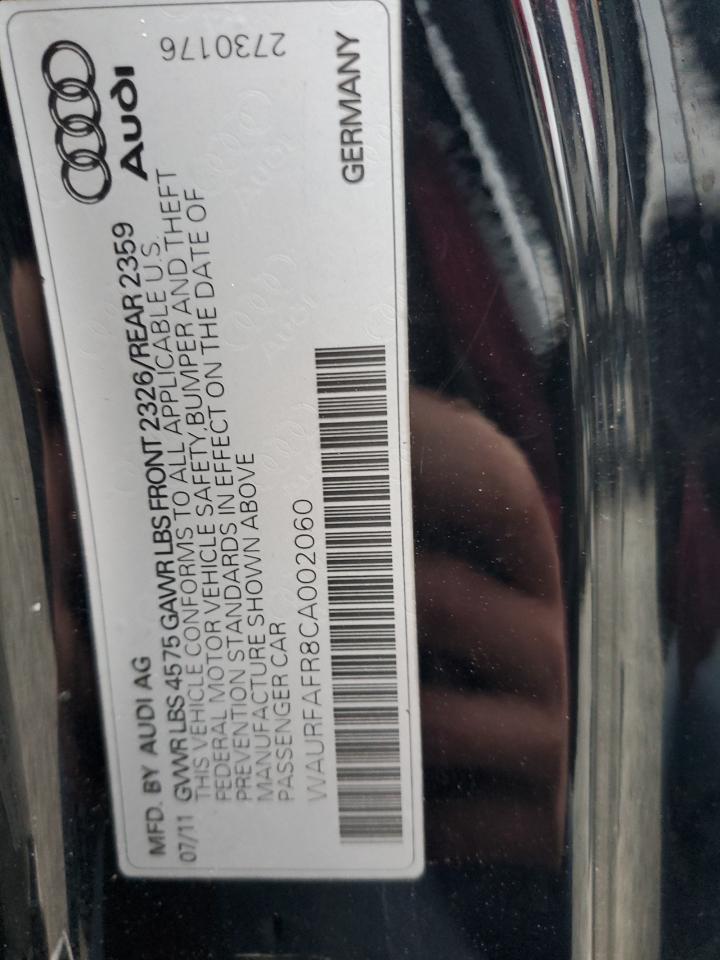 MFD. BY AUDI AG
07/11 GVWR LBS 4575 GAWR LBS FRONT 2326/REAR 2359
THIS VEHICLE CONFORMS TO ALL APPLICABLE U.S.
FEDERAL MOTOR VEHICLE SAFETY, BUMPER AND THEFT
PREVENTION STANDARDS IN EFFECT ON THE DATE OF
MANUFACTURE SHOWN ABOVE
PASSENGER CAR
WAURFAFR8CA002060
Audi
2730176
GERMANY